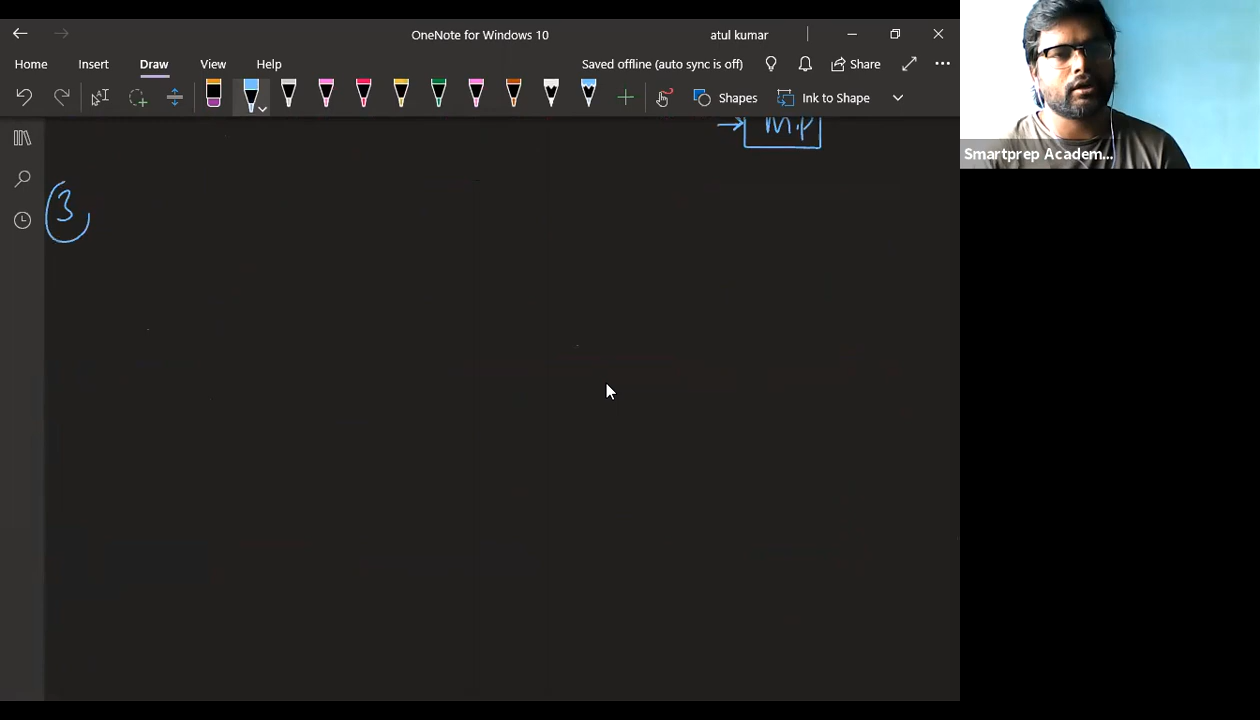 OneNote for Windows 10
atul kumar
Home Insert Draw View Help
Saved offline (auto sync is off)
Share
Shapes
Ink to Shape
→ M.P
3
Smartprep Academ...